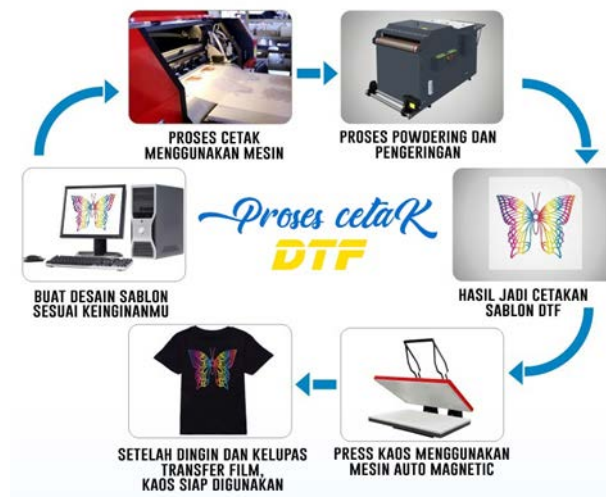 PROSES CETAK
MENGGUNAKAN MESIN
PROSES POWDERING DAN
PENGERINGAN
Proses cetak
DTF
BUAT DESAIN SABLON
SESUAI KEINGINANMU
HASIL JADI CETAKAN
SABLON DTF
SETELAH DINGIN DAN KELUPAS
TRANSFER FILM,
KAOS SIAP DIGUNAKAN
PRESS KAOS MENGGUNAKAN
MESIN AUTO MAGNETIC